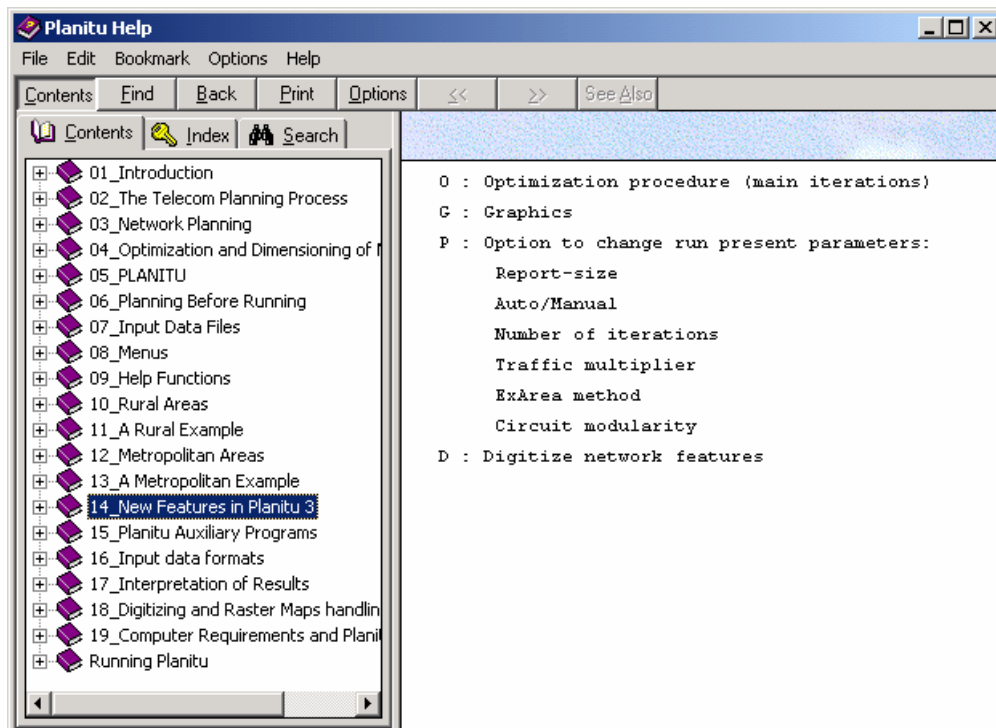 Planitu Help
File Edit Bookmark Options Help
Contents Find Back Print Options << >> See Also
Contents Index Search
01_Introduction
02_The Telecom Planning Process
03_Network Planning
04_Optimization and Dimensioning of
05_PLANITU
06_Planning Before Running
07_Input Data Files
08_Menus
09_Help Functions
10_Rural Areas
11_A Rural Example
12_Metropolitan Areas
13_A Metropolitan Example
14_New Features in Planitu 3
15_Planitu Auxiliary Programs
16_Input data formats
17_Interpretation of Results
18_Digitizing and Raster Maps handlin
19_Computer Requirements and Plani
Running Planitu
O : Optimization procedure (main iterations)
G : Graphics
P : Option to change run present parameters:
Report-size
Auto/Manual
Number of iterations
Traffic multiplier
ExArea method
Circuit modularity
D : Digitize network features